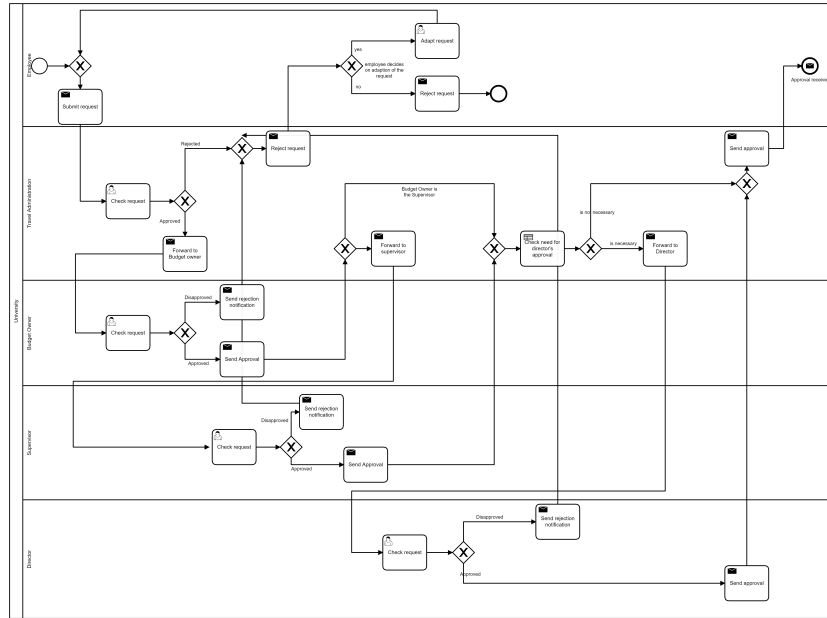 University
Employee
Submit request
yes
Adapt request
employee decides
on adaption of the
request
no
Reject request
Approval receive
Travel Administration
Check request
Rejected
Approved
Forward to
Budget owner
Reject request
Budget Owner is
the Supervisor
Forward to
supervisor
Check need for
director's
approval
is not necessary
is necessary
Forward to
Director
Send approval
Budget Owner
Check request
Disapproved
Send rejection
notification
Approved
Send Approval
Supervisor
Check request
Disapproved
Send rejection
notification
Approved
Send Approval
Director
Check request
Disapproved
Send rejection
notification
Approved
Send approval